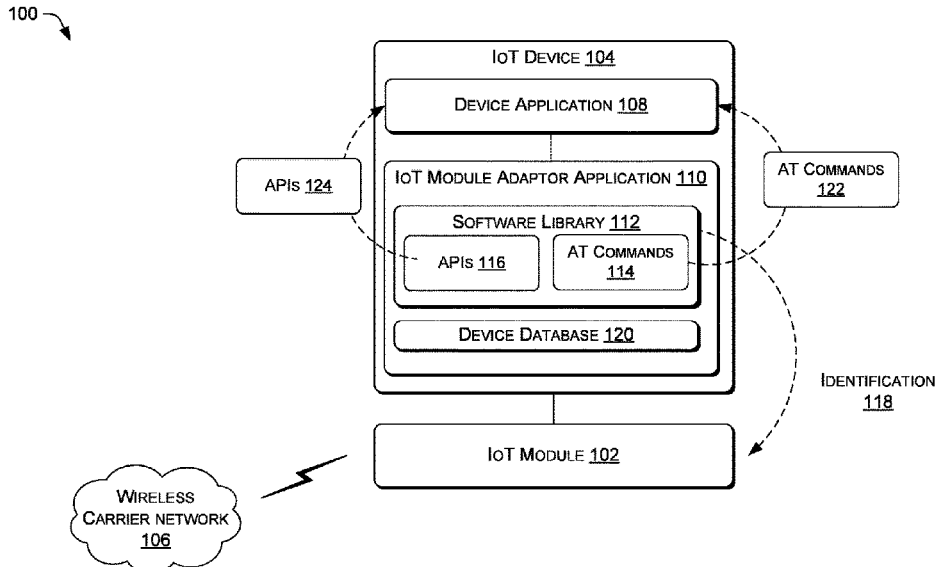 100
IoT Device 104
Device Application 108
APIs 124
AT Commands
122
IoT Module Adaptor Application 110
Software Library 112
APIs 116
AT Commands
114
Device Database 120
Identification
118
IoT Module 102
Wireless
Carrier network
106